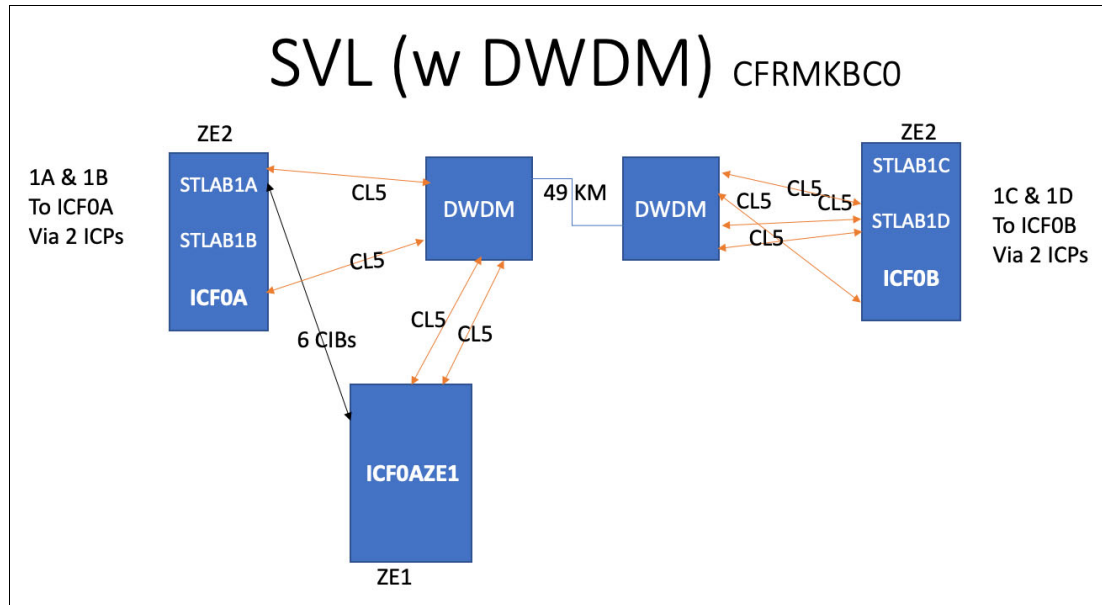 SVL (w DWDM) CFRMKBC0
ZE2
1A & 1B
To ICF0A
Via 2 ICPs
STLAB1A
STLAB1B
ICF0A
CL5
CL5
DWDM
49 KM
DWDM
CL5
CL5
CL5
CL5
ZE2
STLAB1C
STLAB1D
ICF0B
1C & 1D
To ICF0B
Via 2 ICPs
6 CIBs
CL5
CL5
ICF0AZE1
ZE1